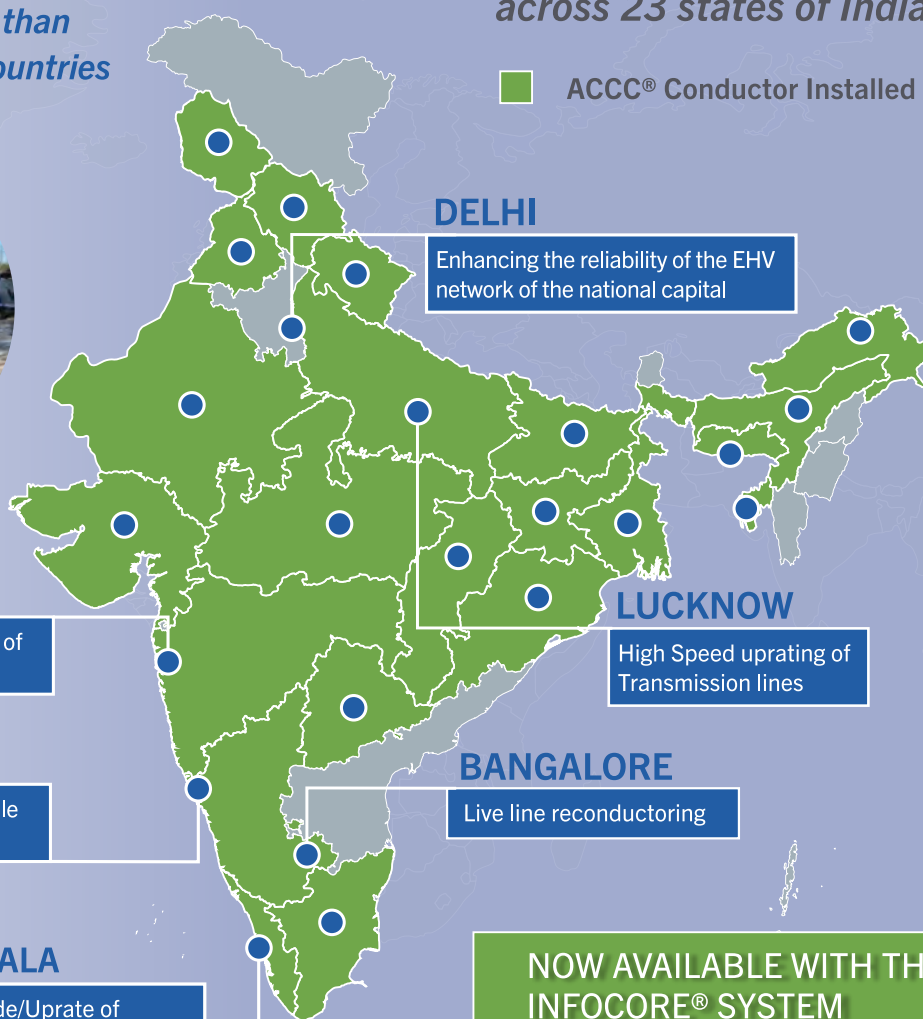 than
ountries
across 23 states of India
ACCC® Conductor Installed
DELHI
Enhancing the reliability of the EHV
network of the national capital
of
LUCKNOW
High Speed uprating of
Transmission lines
BANGALORE
Live line reconductoring
le
ALA
de/Uprate of
NOW AVAILABLE WITH TH
INFOCORE® SYSTEM